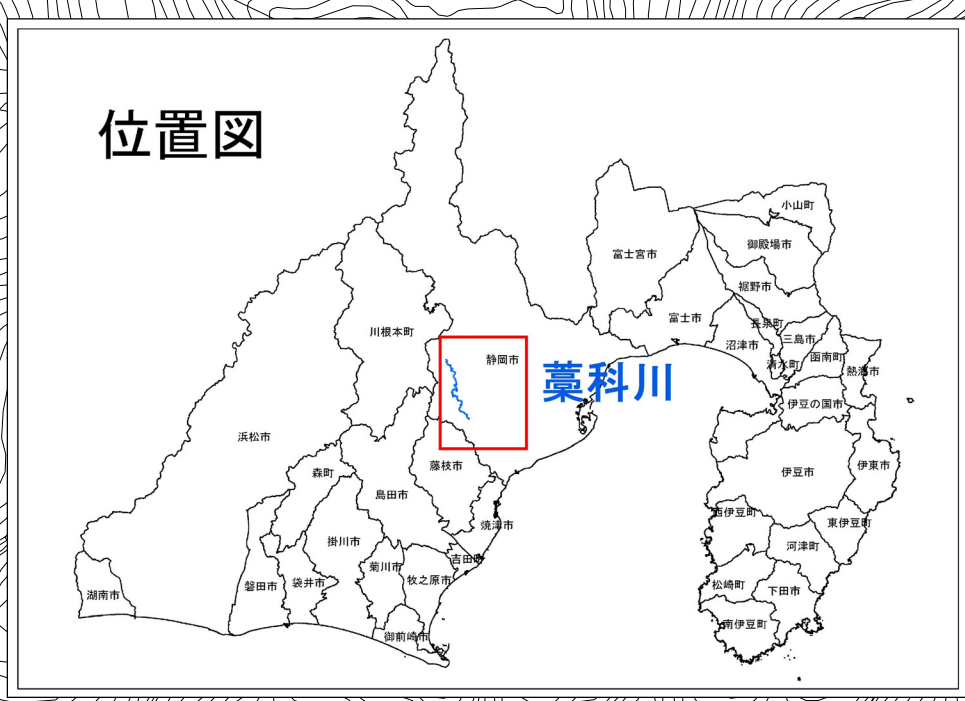 位置図
小山町
御殿場市
富士宮市
裾野市
富士市
長泉町
川根本町
三島市
沼津市
函南町
静岡市
清水町
熱海市
藁科川
伊豆の国市
浜松市
藤枝市
伊東市
森町
伊豆市
島田市
西伊豆町
焼津市
東伊豆町
掛川市
河津町
吉田町
菊川市
牧之原市
袋井市
磐田市
松崎町
下田市
湖南市
南伊豆町
御前崎市